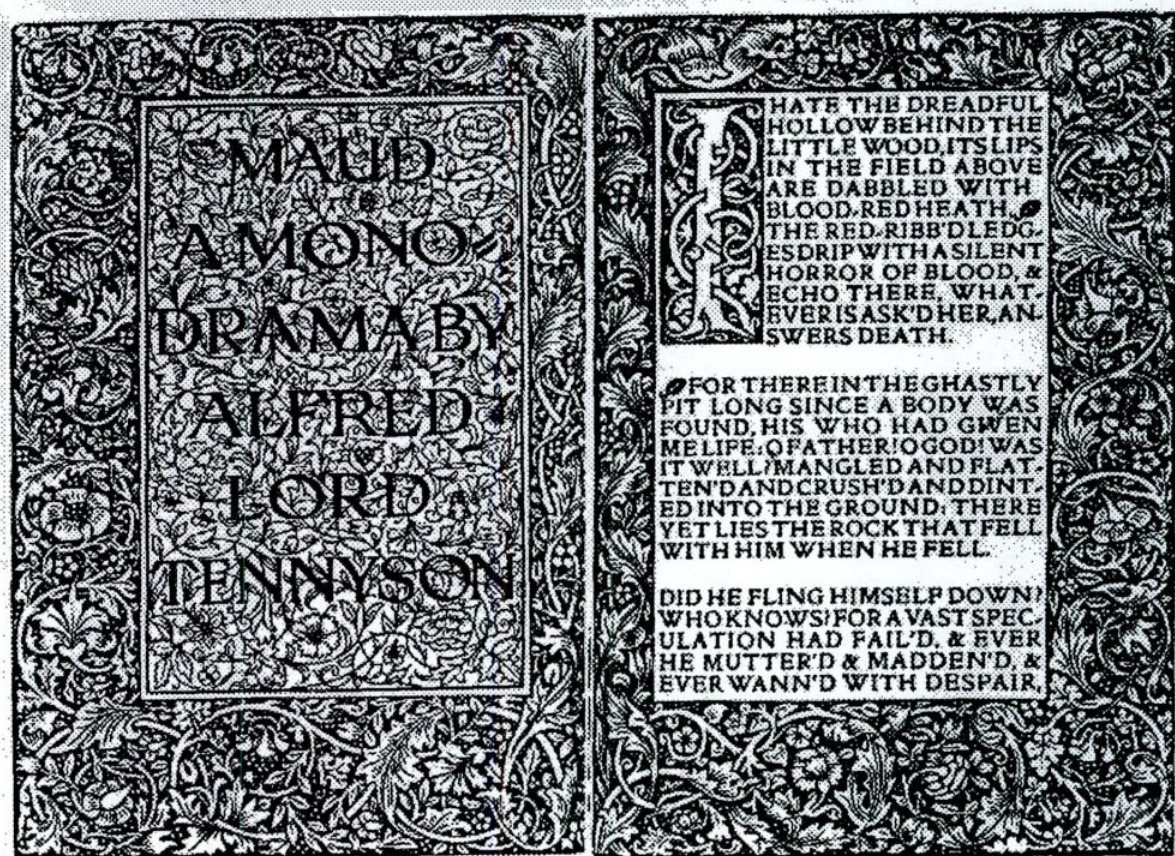 MAUD
A MONO-
DRAMA BY
ALFRED
LORD
TENNYSON
I HATE THE DREADFUL
HOLLOW BEHIND THE
LITTLE WOOD, ITS LIPS
IN THE FIELD ABOVE
ARE DABBLED WITH
BLOOD-RED HEATH,
THE RED-RIBB'D LEDG-
ES DRIP WITH A SILENT
HORROR OF BLOOD, &
ECHO THERE, WHAT-
EVER IS ASK'D HER, AN-
SWERS DEATH.
FOR THERE IN THE GHASTLY
PIT LONG SINCE A BODY WAS
FOUND, HIS WHO HAD GIVEN
ME LIFE: O FATHER! O GOD! WAS
IT WELL? MANGLED AND FLAT-
TEN'D AND CRUSH'D AND DINT-
ED INTO THE GROUND: THERE
YET LIES THE ROCK THAT FELL
WITH HIM WHEN HE FELL.
DID HE FLING HIMSELF DOWN?
WHO KNOWS? FOR A VAST SPEC-
ULATION HAD FAIL'D, & EVER
HE MUTTER'D & MADDEN'D, &
EVER WANN'D WITH DESPAIR,